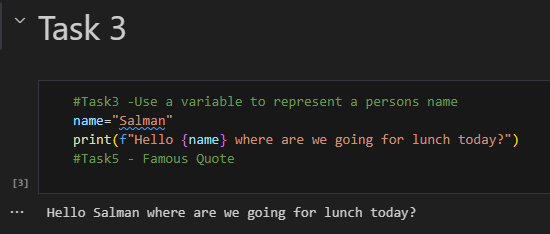 Task 3
#Task3 -Use a variable to represent a persons name
name="Salman"
print(f"Hello {name} where are we going for lunch today?")
#Task5 - Famous Quote
[3]
Hello Salman where are we going for lunch today?